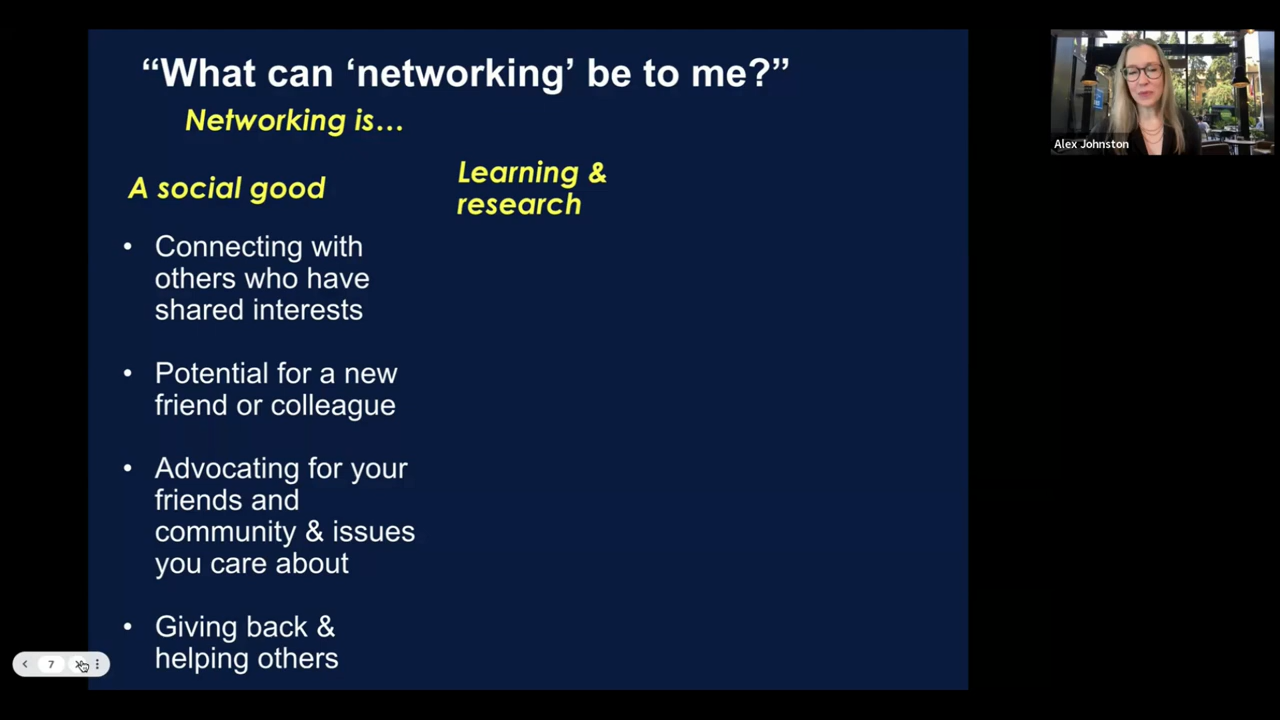 “What can ‘networking’ be to me?”
Networking is…
A social good
• Connecting with
others who have
shared interests
• Potential for a new
friend or colleague
• Advocating for your
friends and
community & issues
you care about
• Giving back &
helping others
Learning &
research
Alex Johnston
7